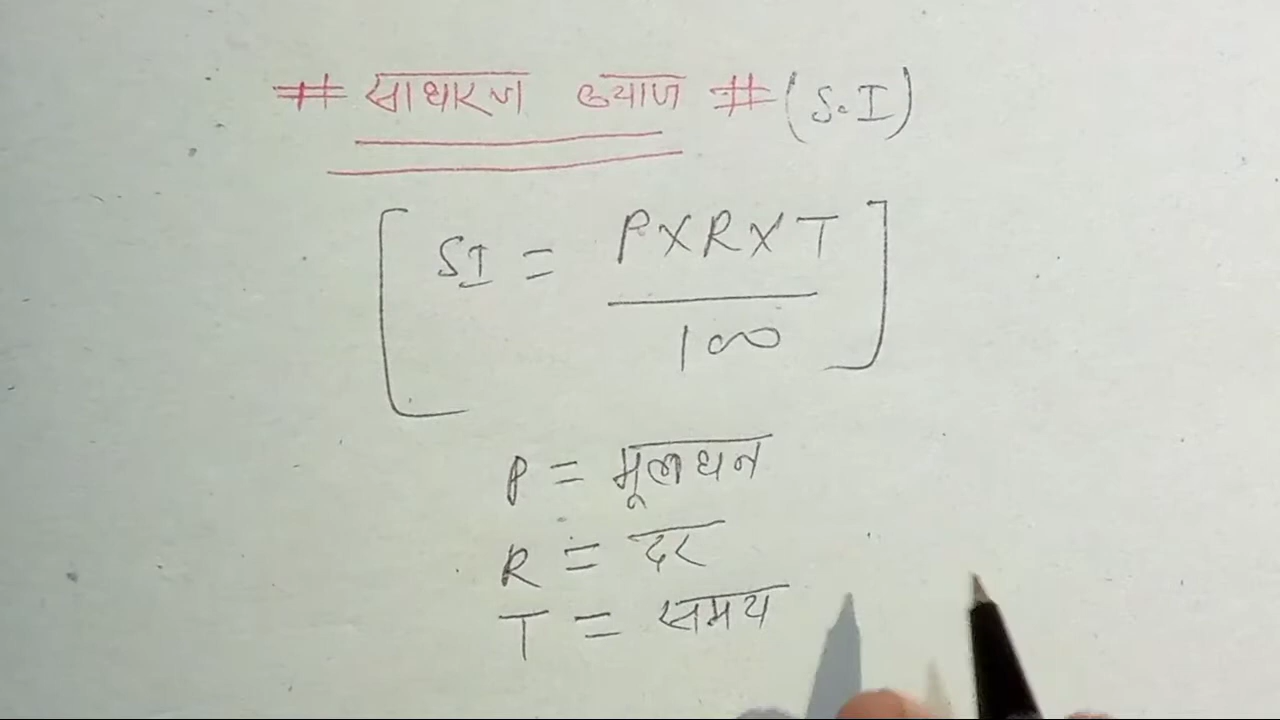 # साधारण ब्याज # (S.I)
SI = P×R×T
100
P = मूलधन
R = दर
T = समय